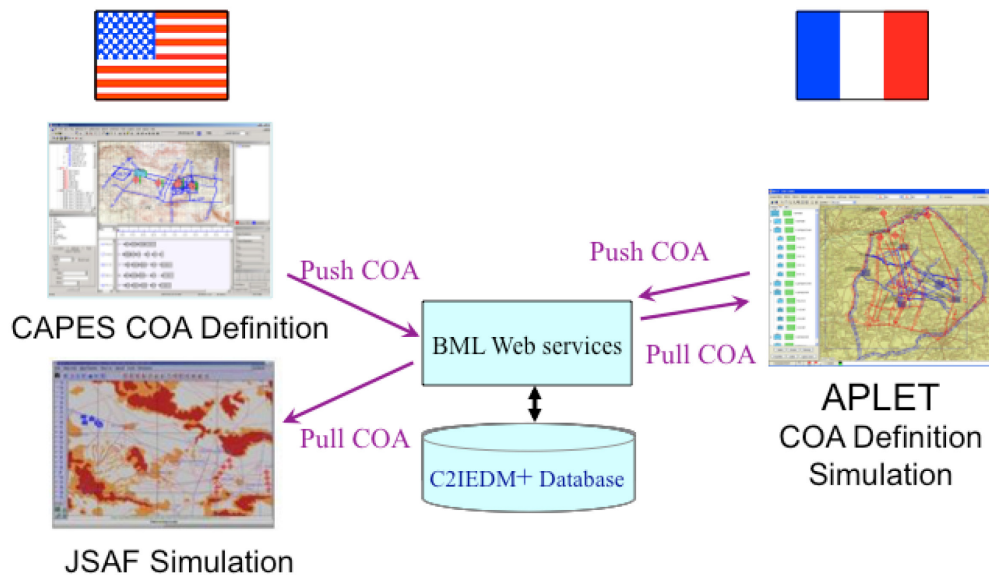 Push COA
Push COA
CAPES COA Definition
BML Web services
Pull COA
Pull COA
APLET
COA Definition
Simulation
C2IEDM+ Database
JSAF Simulation